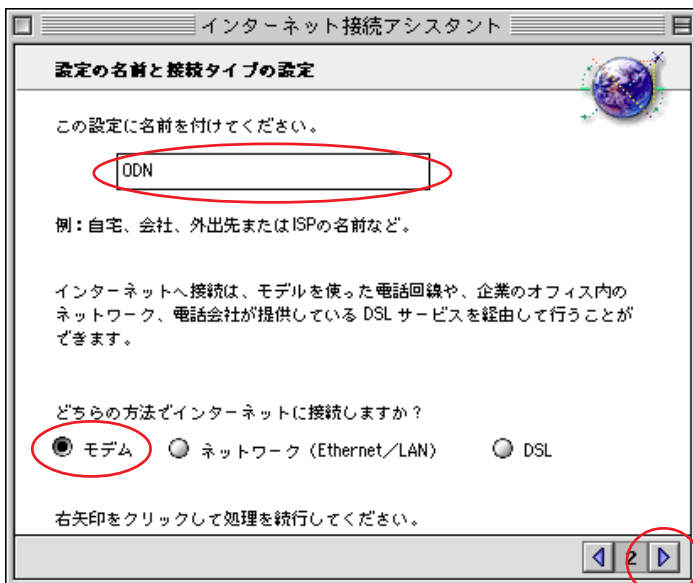 インターネット接続アシスタント
設定の名前と接続タイプの設定
この設定に名前を付けてください。
ODN
例：自宅、会社、外出先またはISPの名前など。
インターネットへ接続は、モデルを使った電話回線や、企業のオフィス内の
ネットワーク、電話会社が提供している DSL サービスを経由して行うことが
できます。
どちらの方法でインターネットに接続しますか？
モデム ネットワーク（Ethernet／LAN） DSL
右矢印をクリックして処理を続行してください。
2